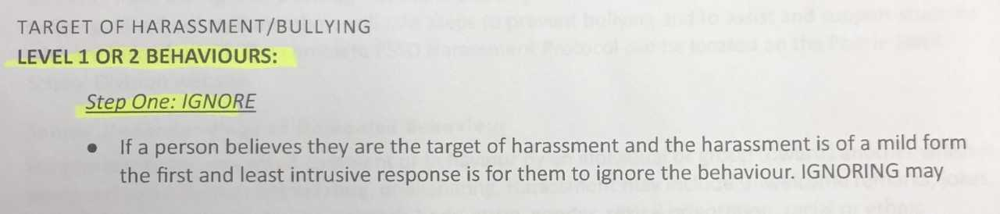 TARGET OF HARASSMENT/BULLYING
LEVEL 1 OR 2 BEHAVIOURS:
Step One: IGNORE
• If a person believes they are the target of harassment and the harassment is of a mild form
the first and least intrusive response is for them to ignore the behaviour. IGNORING may